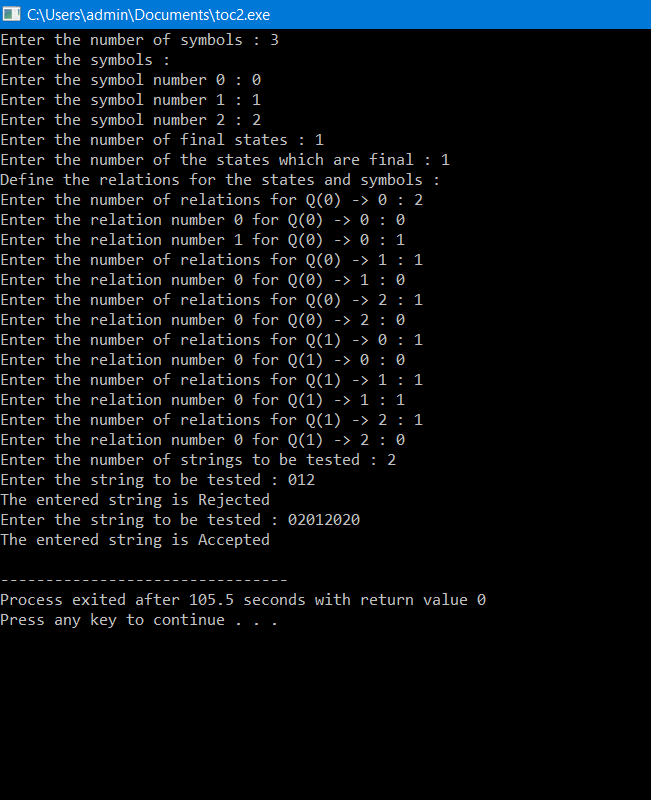 C:\Users\admin\Documents\toc2.exe
Enter the number of symbols : 3
Enter the symbols :
Enter the symbol number 0 : 0
Enter the symbol number 1 : 1
Enter the symbol number 2 : 2
Enter the number of final states : 1
Enter the number of the states which are final : 1
Define the relations for the states and symbols :
Enter the number of relations for Q(0) -> 0 : 2
Enter the relation number 0 for Q(0) -> 0 : 0
Enter the relation number 1 for Q(0) -> 0 : 1
Enter the number of relations for Q(0) -> 1 : 1
Enter the relation number 0 for Q(0) -> 1 : 0
Enter the number of relations for Q(0) -> 2 : 1
Enter the relation number 0 for Q(0) -> 2 : 0
Enter the number of relations for Q(1) -> 0 : 1
Enter the relation number 0 for Q(1) -> 0 : 0
Enter the number of relations for Q(1) -> 1 : 1
Enter the relation number 0 for Q(1) -> 1 : 1
Enter the number of relations for Q(1) -> 2 : 1
Enter the relation number 0 for Q(1) -> 2 : 0
Enter the number of strings to be tested : 2
Enter the string to be tested : 012
The entered string is Rejected
Enter the string to be tested : 02012020
The entered string is Accepted
--------------------------------
Process exited after 105.5 seconds with return value 0
Press any key to continue . . .